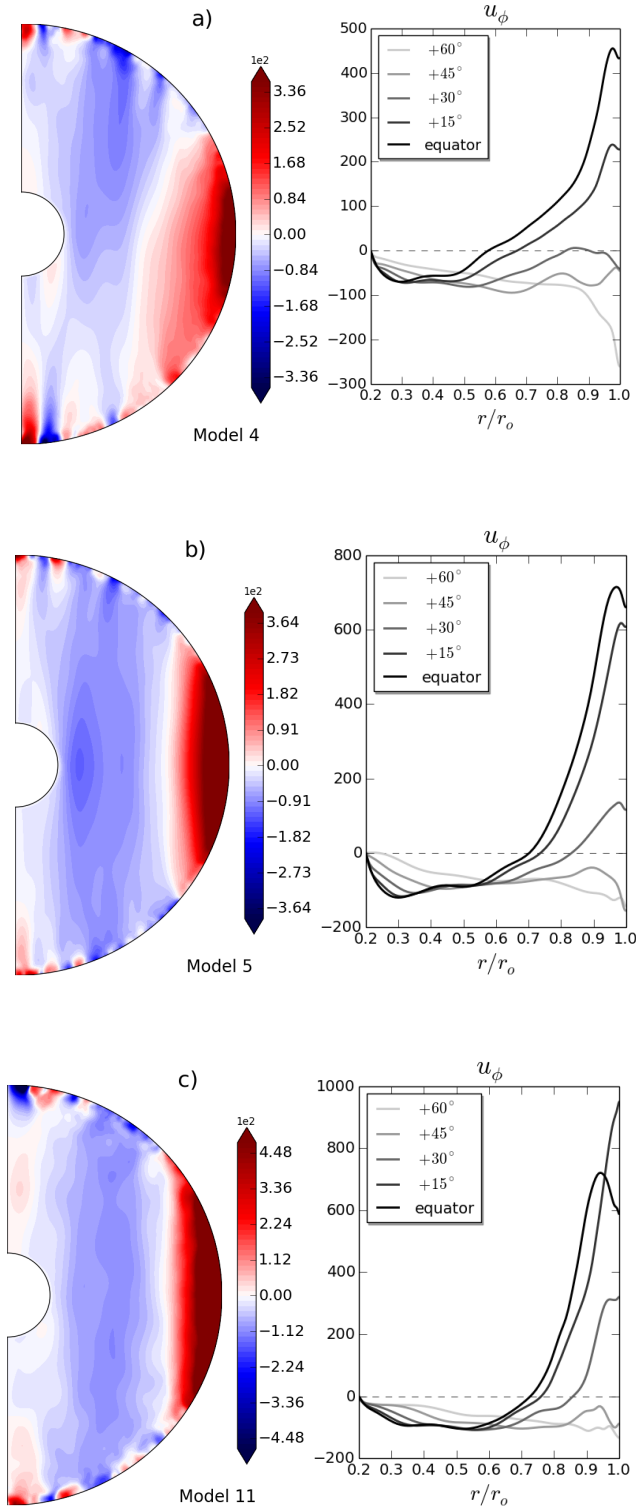 a)
1e2
3.36
2.52
1.68
0.84
0.00
−0.84
−1.68
−2.52
−3.36
Model 4
u_ϕ
500
400
300
200
100
0
−100
−200
−300
+60°
+45°
+30°
+15°
equator
0.2 0.3 0.4 0.5 0.6 0.7 0.8 0.9 1.0
r/r_o
b)
1e2
3.64
2.73
1.82
0.91
0.00
−0.91
−1.82
−2.73
−3.64
Model 5
u_ϕ
800
600
400
200
0
−200
+60°
+45°
+30°
+15°
equator
0.2 0.3 0.4 0.5 0.6 0.7 0.8 0.9 1.0
r/r_o
c)
1e2
4.48
3.36
2.24
1.12
0.00
−1.12
−2.24
−3.36
−4.48
Model 11
u_ϕ
1000
800
600
400
200
0
−200
+60°
+45°
+30°
+15°
equator
0.2 0.3 0.4 0.5 0.6 0.7 0.8 0.9 1.0
r/r_o